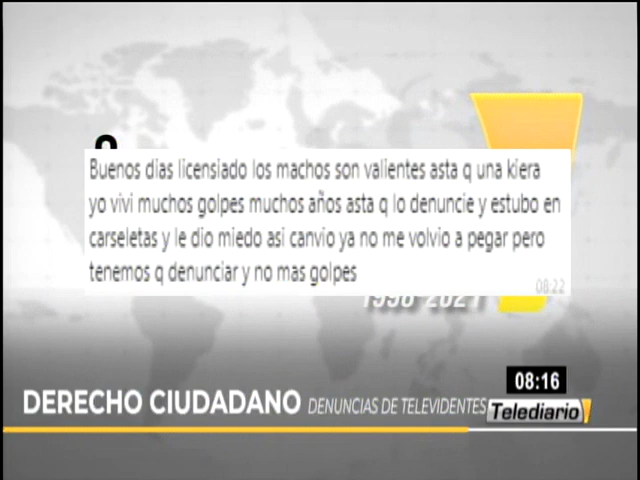 Buenos dias licensiado los machos son valientes asta q una kiera
yo vivi muchos golpes muchos años asta q lo denuncie y estubo en
carseletas y le dio miedo asi canvio ya no me volvio a pegar pero
tenemos q denunciar y no mas golpes
08:22
1996-2021
08:16
DERECHO CIUDADANO DENUNCIAS DE TELEVIDENTES
Telediario